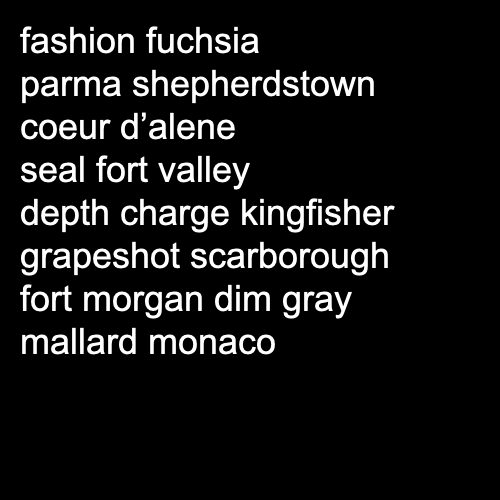 fashion fuchsia
parma shepherdstown
coeur d’alene
seal fort valley
depth charge kingfisher
grapeshot scarborough
fort morgan dim gray
mallard monaco